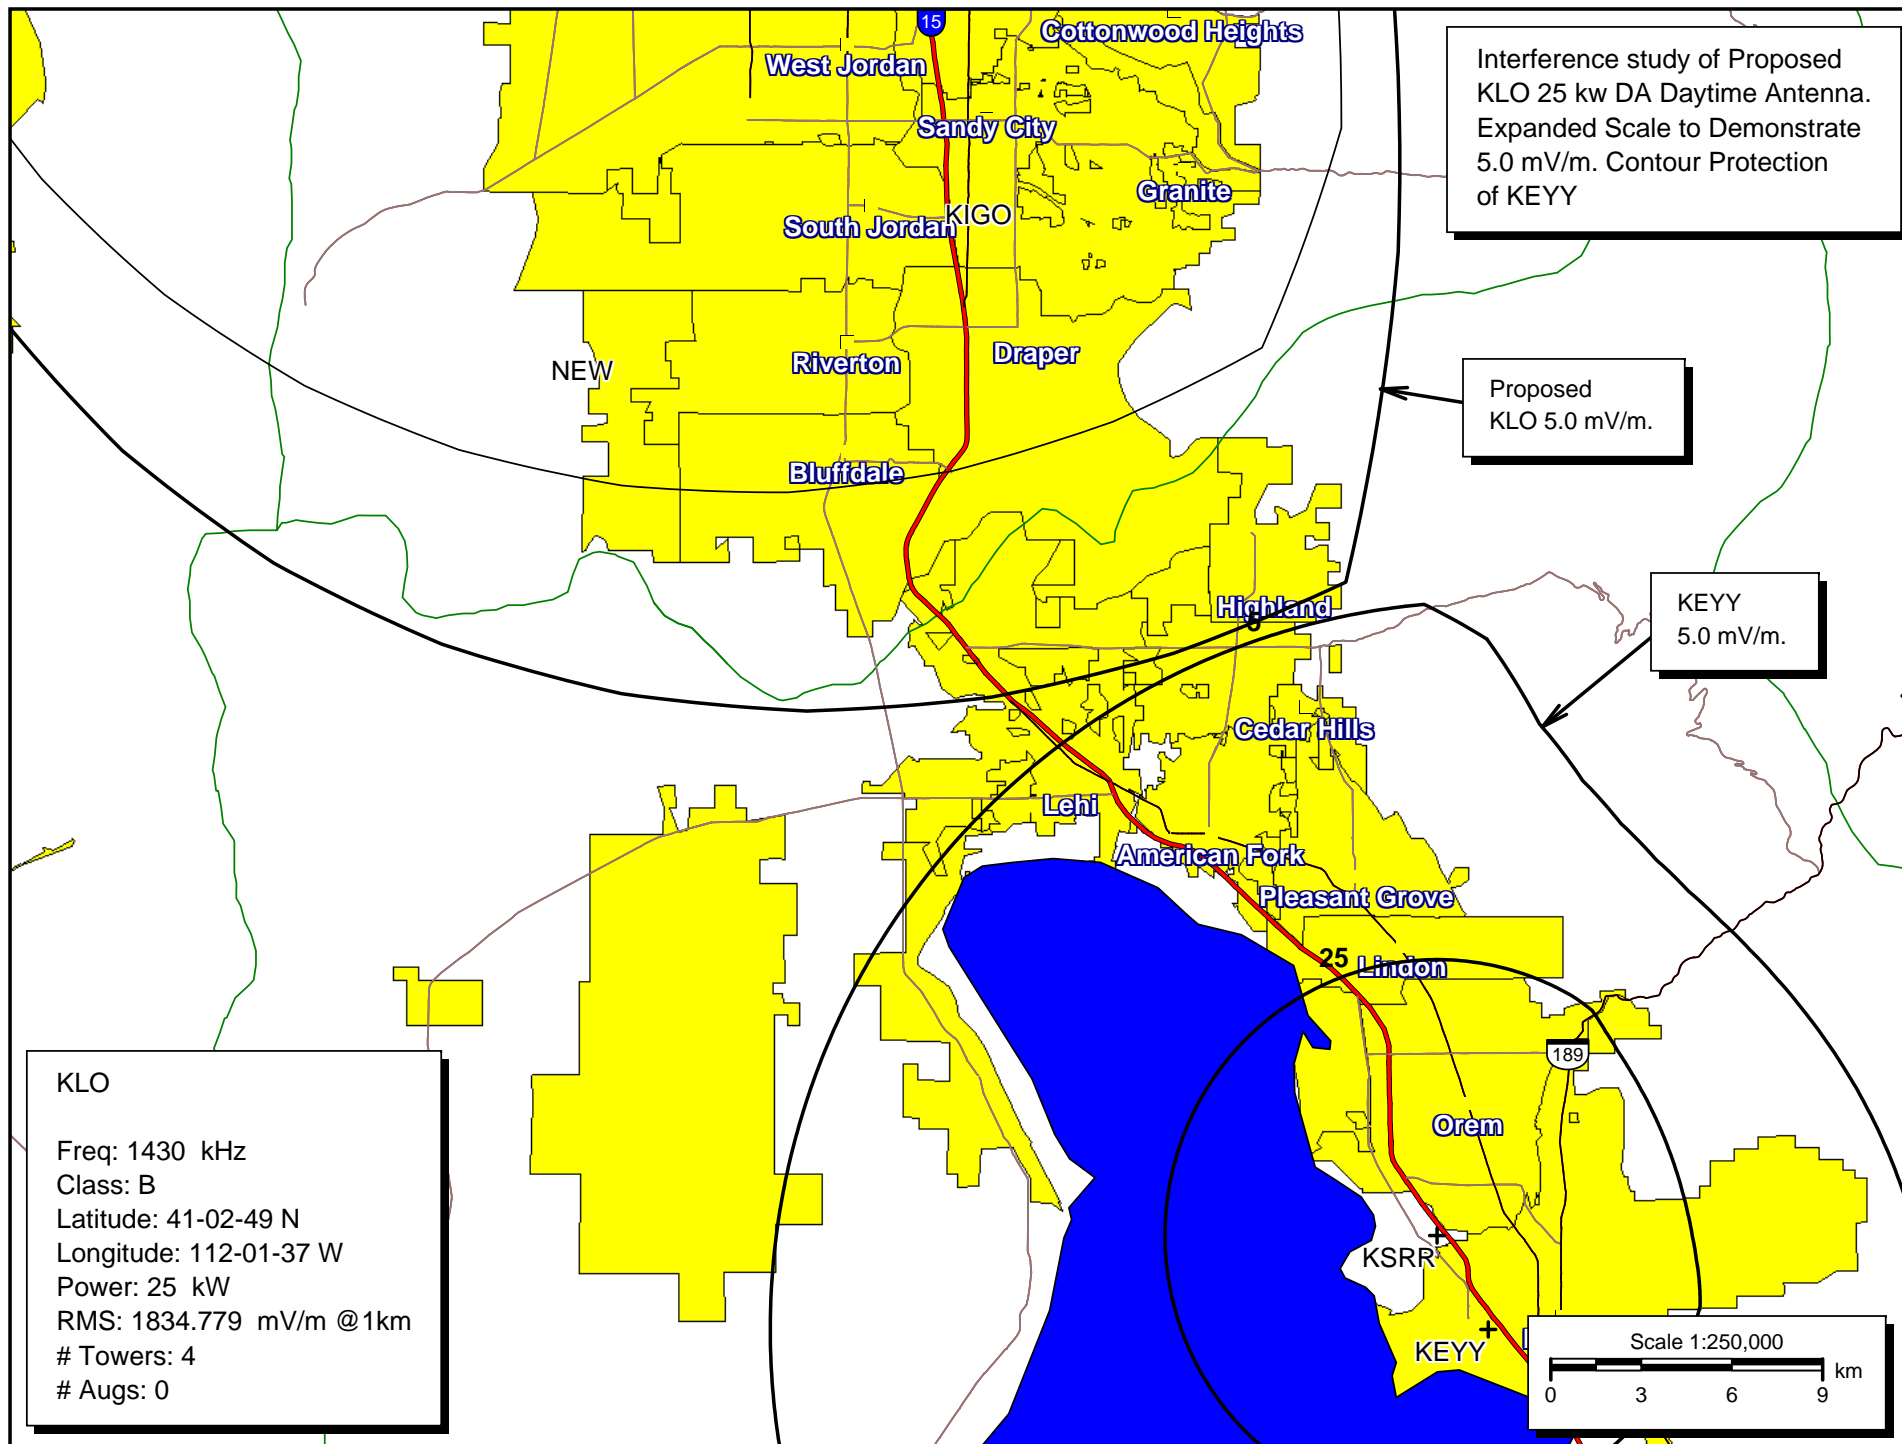 15
Cottonwood Heights
West Jordan
Interference study of Proposed
KLO 25 kw DA Daytime Antenna.
Expanded Scale to Demonstrate
5.0 mV/m. Contour Protection
of KEYY
Sandy City
Granite
KIGO
South Jordan
NEW
Riverton
Draper
Proposed
KLO 5.0 mV/m.
Bluffdale
KEYY
5.0 mV/m.
Highland
5
Cedar Hills
Lehi
American Fork
Pleasant Grove
25
Lindon
189
KLO
Freq: 1430 kHz
Class: B
Latitude: 41-02-49 N
Longitude: 112-01-37 W
Power: 25 kW
RMS: 1834.779 mV/m @1km
# Towers: 4
# Augs: 0
Orem
KSRR
KEYY
Scale 1:250,000
km
0 3 6 9